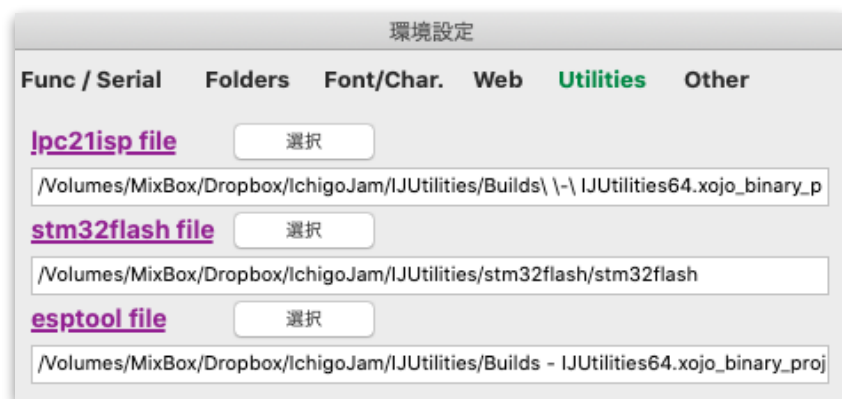 環境設定
Func / Serial Folders Font/Char. Web Utilities Other
lpc21isp file 選択
/Volumes/MixBox/Dropbox/IchigoJam/IJUtilities/Builds\ \-\ IJUtilities64.xojo_binary_p
stm32flash file 選択
/Volumes/MixBox/Dropbox/IchigoJam/IJUtilities/stm32flash/stm32flash
esptool file 選択
/Volumes/MixBox/Dropbox/IchigoJam/IJUtilities/Builds - IJUtilities64.xojo_binary_proj